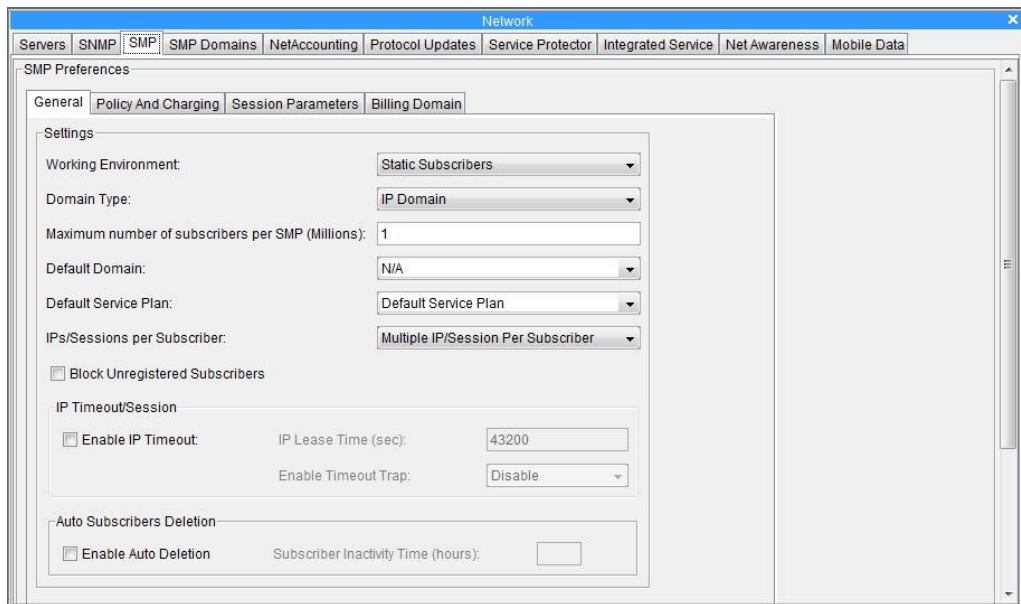 Network
Servers SNMP SMP SMP Domains NetAccounting Protocol Updates Service Protector Integrated Service Net Awareness Mobile Data
SMP Preferences
General Policy And Charging Session Parameters Billing Domain
Settings
Working Environment: Static Subscribers
Domain Type: IP Domain
Maximum number of subscribers per SMP (Millions): 1
Default Domain: N/A
Default Service Plan: Default Service Plan
IPs/Sessions per Subscriber: Multiple IP/Session Per Subscriber
Block Unregistered Subscribers
IP Timeout/Session
Enable IP Timeout: IP Lease Time (sec): 43200
Enable Timeout Trap: Disable
Auto Subscribers Deletion
Enable Auto Deletion Subscriber Inactivity Time (hours):